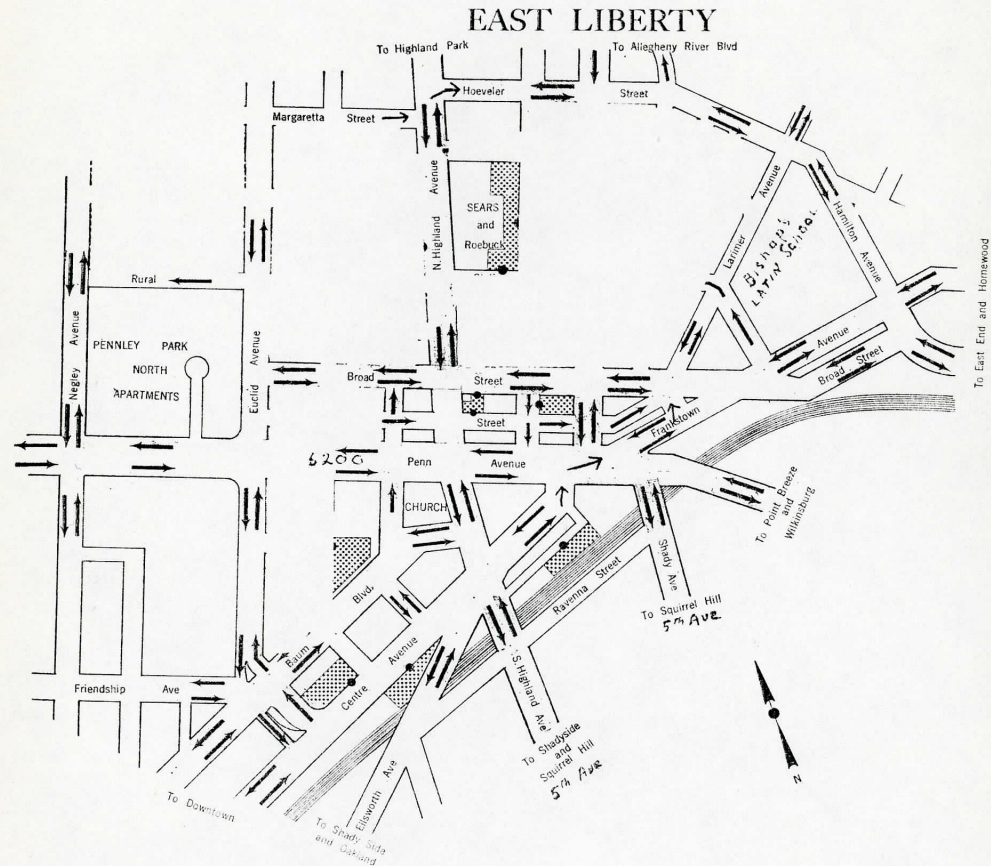 EAST LIBERTY
To Highland Park
To Allegheny River Blvd
Hoeveler
Street
Margaretta
Street
Avenue
N. Highland
SEARS
and
Roebuck
Avenue
Larimer
Bishop's
LATIN SCHOOL
Hamilton
Avenue
To East End and Homewood
Rural
Avenue
Negley
PENNLEY PARK
NORTH
APARTMENTS
Avenue
Euclid
Broad
Street
Street
Avenue
Broad Street
Frankstown
6200
Penn
Avenue
CHURCH
To Point Breeze
and
Wilkinsburg
Shady Ave
To Squirrel Hill
5th AVE
Ravenna Street
Blvd.
Baum
Avenue
Centre
S. Highland Ave
To Shadyside
and
Squirrel Hill
5th Ave
Friendship Ave
To Downtown
Ellsworth Ave
To Shady Side
and Oakland
N